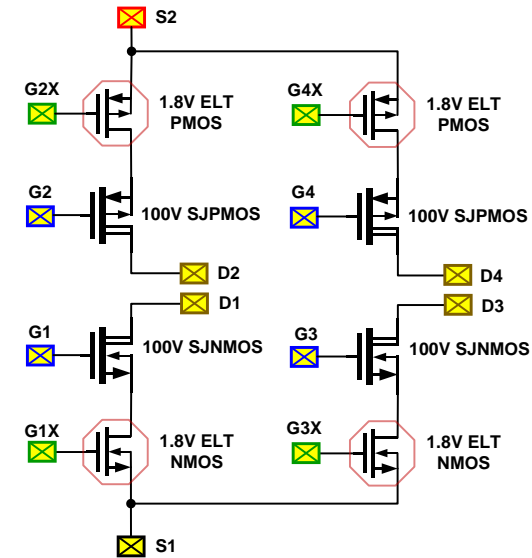 S2
G2X
1.8V ELT
PMOS
G4X
1.8V ELT
PMOS
G2
100V SJPMOS
G4
100V SJPMOS
D2
D4
D1
D3
G1
100V SJNMOS
G3
100V SJNMOS
G1X
1.8V ELT
NMOS
G3X
1.8V ELT
NMOS
S1